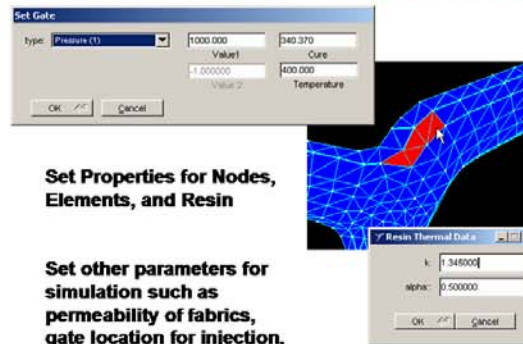 Set Gate
type: Pressure (1) 1000.000 340.370
Value1 Cure
-1.000000 400.000
Value 2 Temperature
OK Cancel
Set Properties for Nodes,
Elements, and Resin
Resin Thermal Data
k: 1.345000
alpha: 0.500000
OK Cancel
Set other parameters for
simulation such as
permeability of fabrics,
gate location for injection,